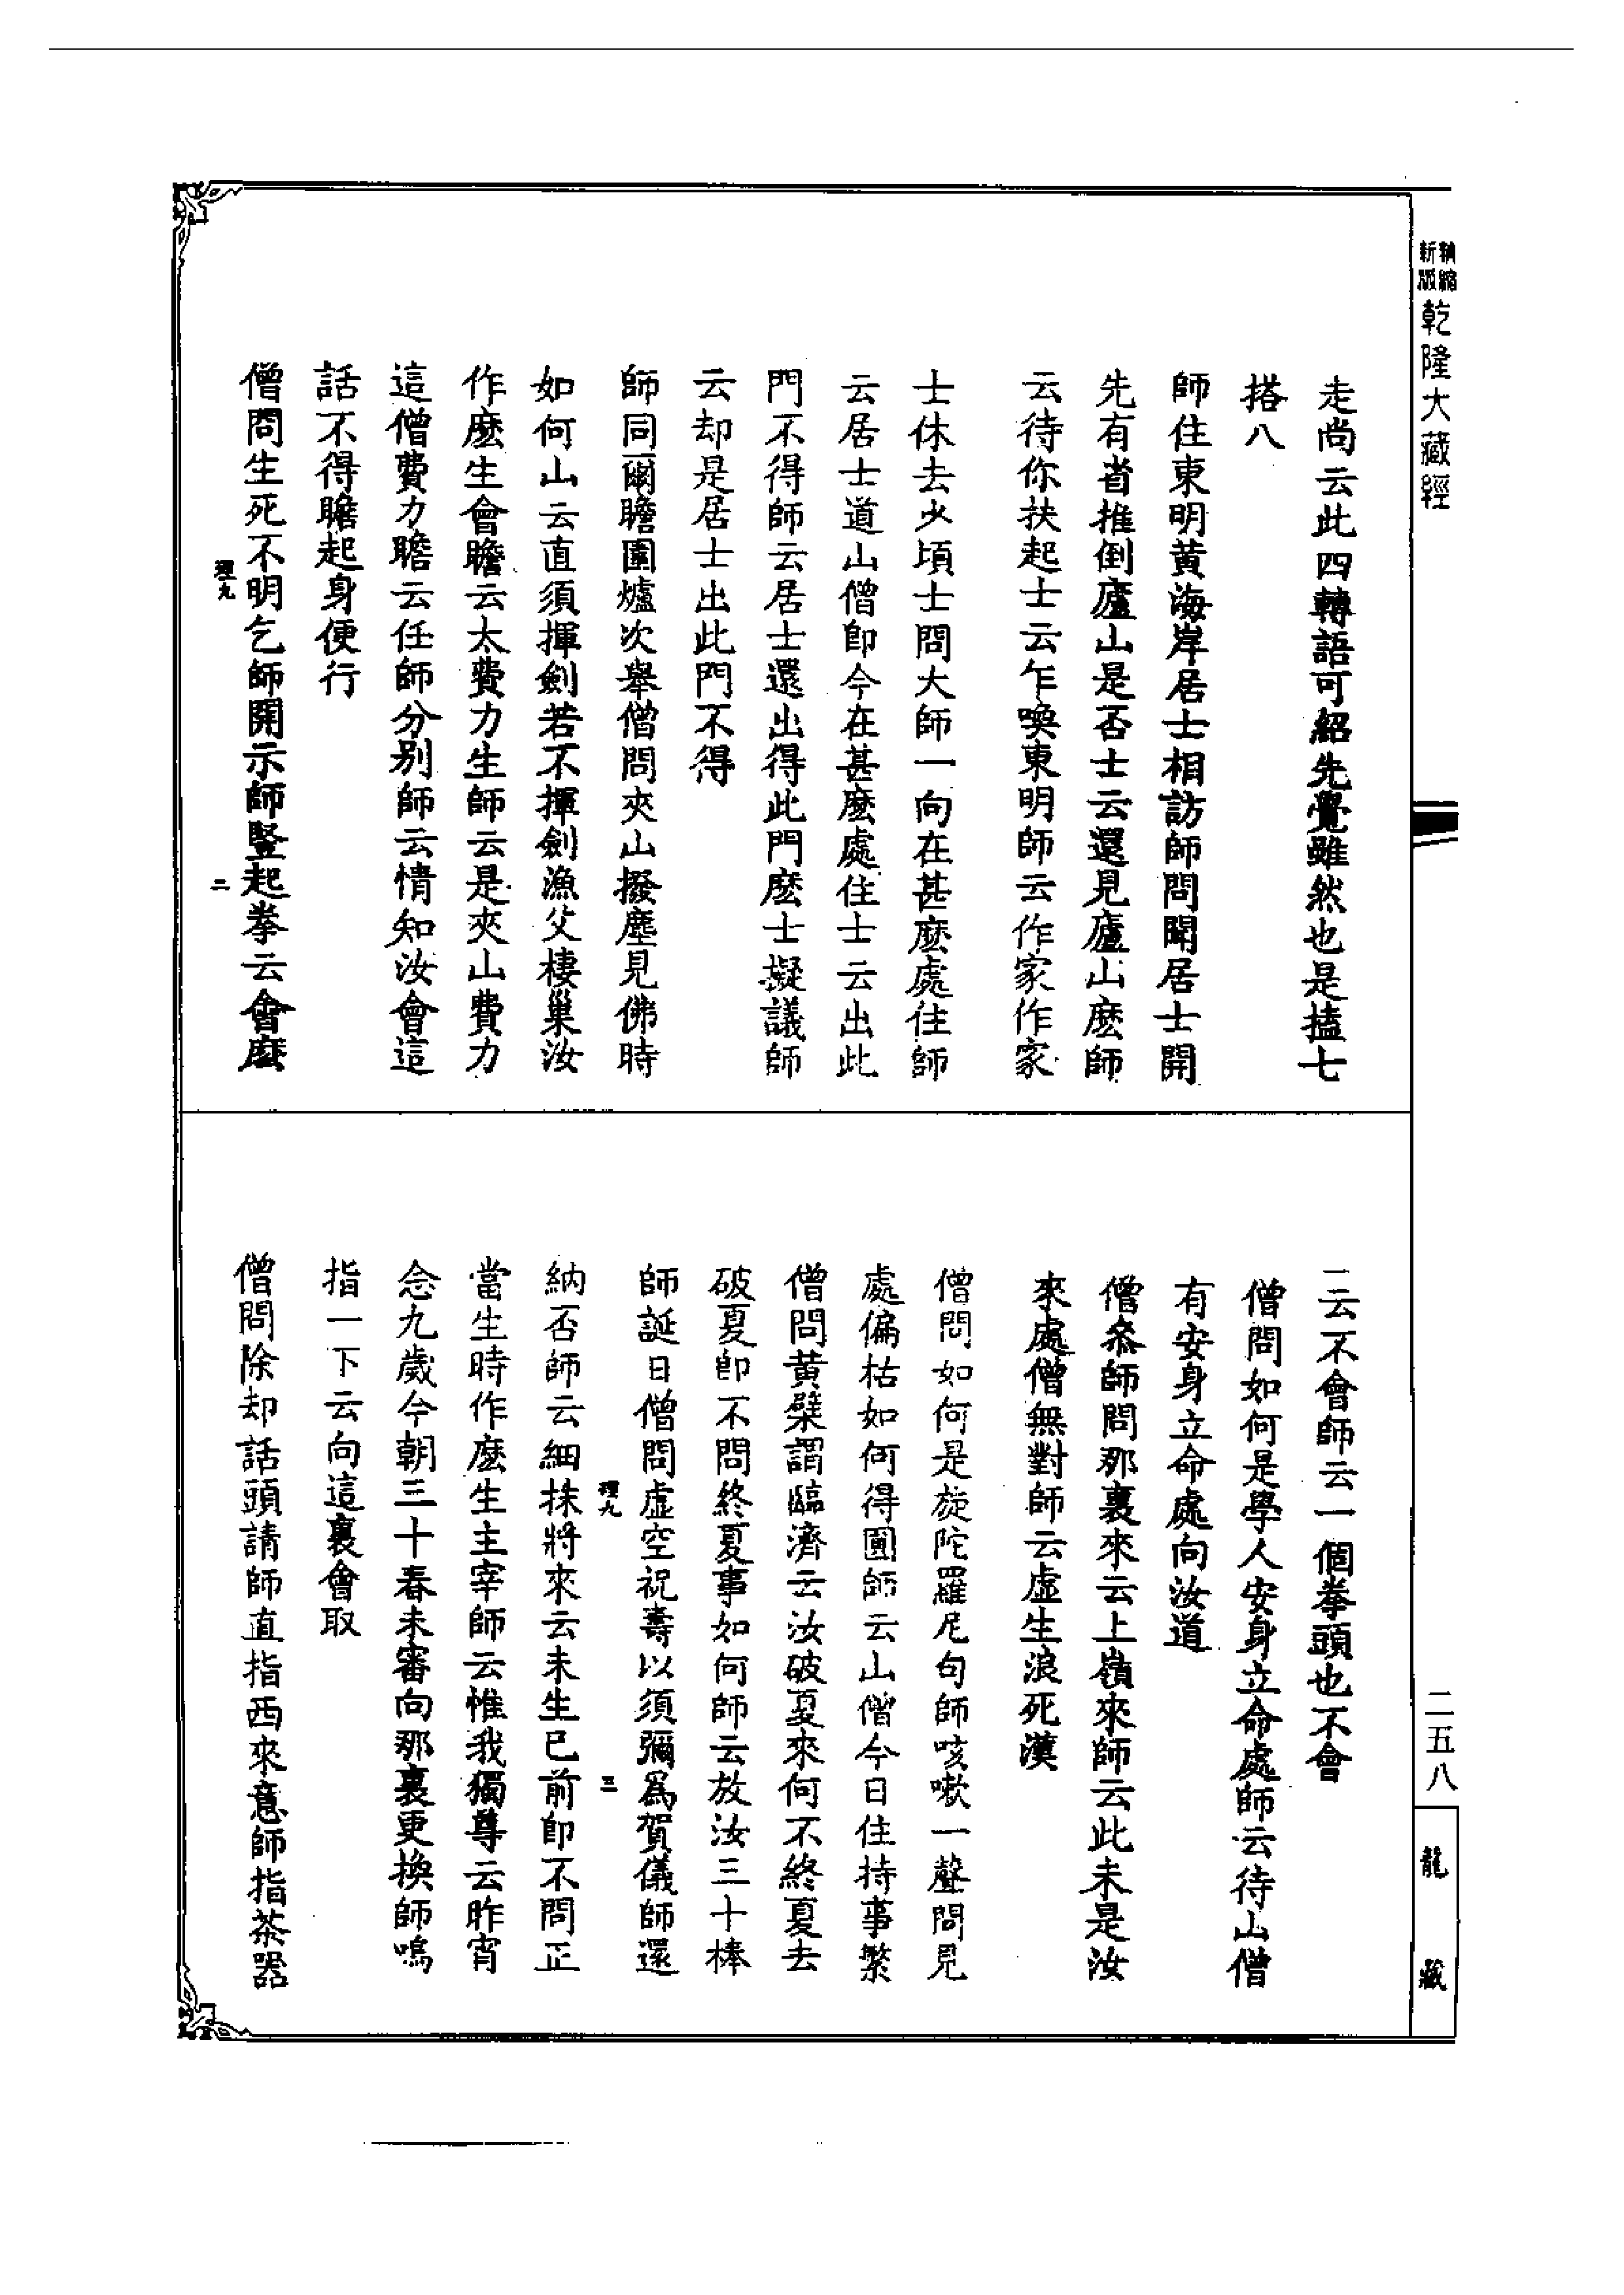 精縮新版乾隆大藏經
走尚云此四轉語可紹先覺雖然也是搕七
搭八
師住東明黃海岸居士相訪師問聞居士開
先有省推倒廬山是否士云還見廬山麽師
云待你扶起士云乍喚東明師云作家作家
士休去少頃士問大師一向在甚麽處住師
云居士道山僧即今在甚麽處住士云出此
門不得師云居士還出得此門麽士擬議師
云却是居士出此門不得
師同爾瞻圍爐次舉僧問夾山撥塵見佛時
如何山云直須揮劍若不揮劍漁父棲巢汝
作麽生會瞻云太費力生師云是夾山費力
這僧費力瞻云任師分別師云情知汝會這
話不得瞻起身便行
僧問生死不明乞師開示師豎起拳云會麽
理九
二
云不會師云一個拳頭也不會
僧問如何是學人安身立命處師云待山僧
有安身立命處向汝道
僧叅師問那裏來云上嶺來師云此未是汝
來處僧無對師云虛生浪死漢
僧問如何是旋陀羅尼句師咳嗽一聲問見
處偏枯如何得圓師云山僧今日住持事繁
僧問黃檗謂臨濟云汝破夏來何不終夏去
破夏即不問終夏事如何師云放汝三十棒
師誕日僧問虛空祝壽以須彌爲賀儀師還
理九
三
納否師云細抹將來云未生已前即不問正
當生時作麽生主宰師云惟我獨尊云昨宵
念九歲今朝三十春未審向那裏更換師嗚
指一下云向這裏會取
僧問除却話頭請師直指西來意師指茶器
二五八
龍藏